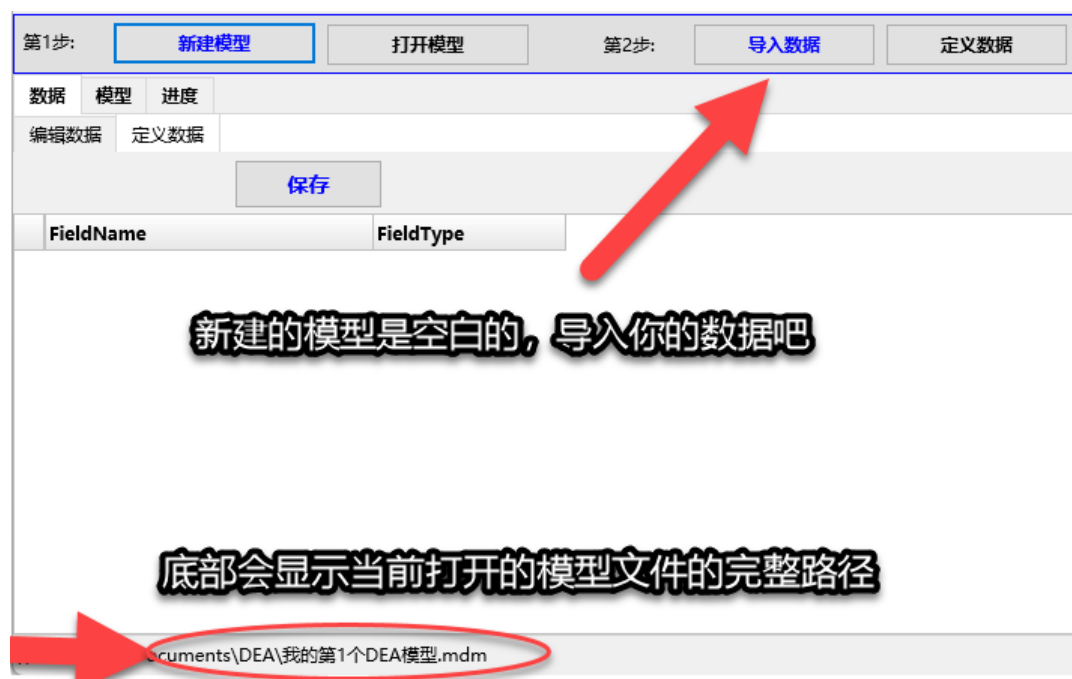 第1步: 新建模型 打开模型 第2步: 导入数据 定义数据
数据 模型 进度
编辑数据 定义数据
保存
FieldName FieldType
新建的模型是空白的，导入你的数据吧
底部会显示当前打开的模型文件的完整路径
ocuments\DEA\我的第1个DEA模型.mdm